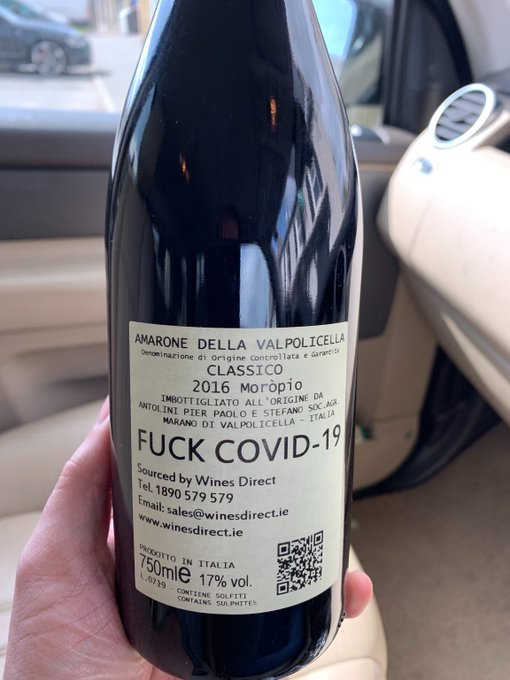 AMARONE DELLA VALPOLICELLA
Denominazione di Origine Controllata e Garantita
CLASSICO
2016 Moròpio
IMBOTTIGLIATO ALL'ORIGINE DA
ANTOLINI PIER PAOLO E STEFANO SOC.AGR.
MARANO DI VALPOLICELLA - ITALIA
FUCK COVID-19
Sourced by Wines Direct
Tel. 1890 579 579
Email: sales@winesdirect.ie
www.winesdirect.ie
PRODOTTO IN ITALIA
750ml℮ 17% vol.
L.0719 - CONTIENE SOLFITI
CONTAINS SULPHITES